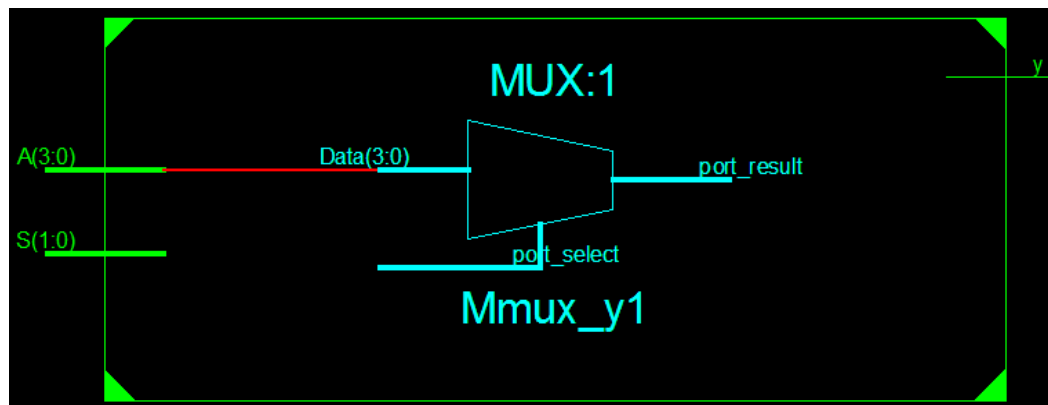 y
MUX:1
A(3:0)
Data(3:0)
port_result
S(1:0)
port_select
Mmux_y1